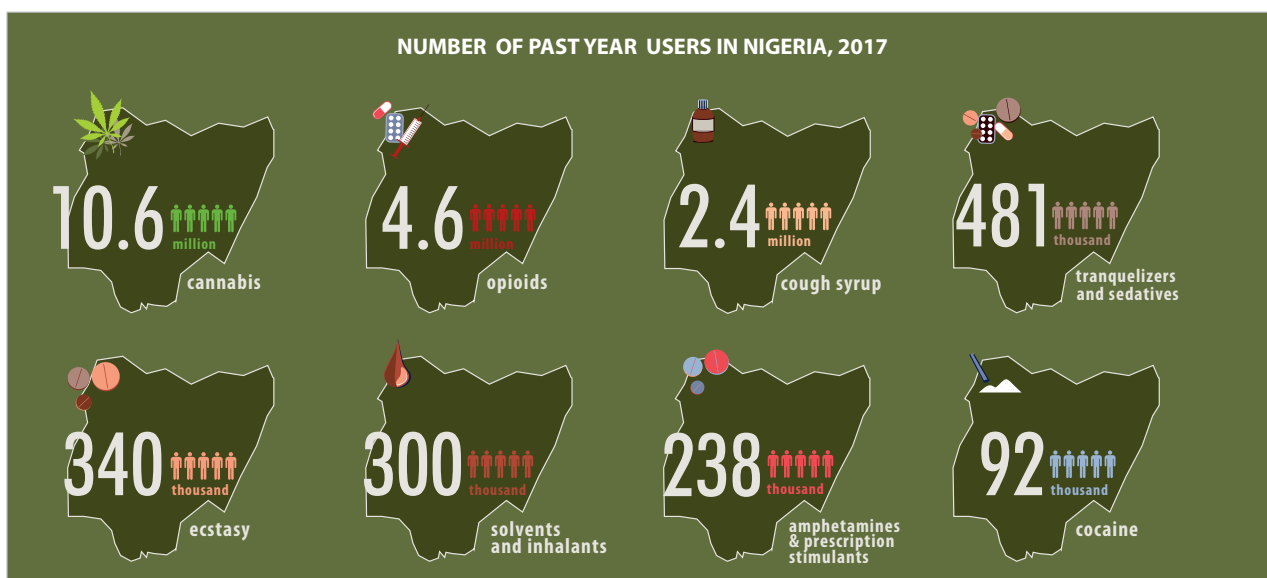 NUMBER OF PAST YEAR USERS IN NIGERIA, 2017
10.6
million
cannabis
4.6
million
opioids
2.4
million
cough syrup
481
thousand
tranquelizers
and sedatives
340
thousand
ecstasy
300
thousand
solvents
and inhalants
238
thousand
amphetamines
& prescription
stimulants
92
thousand
cocaine